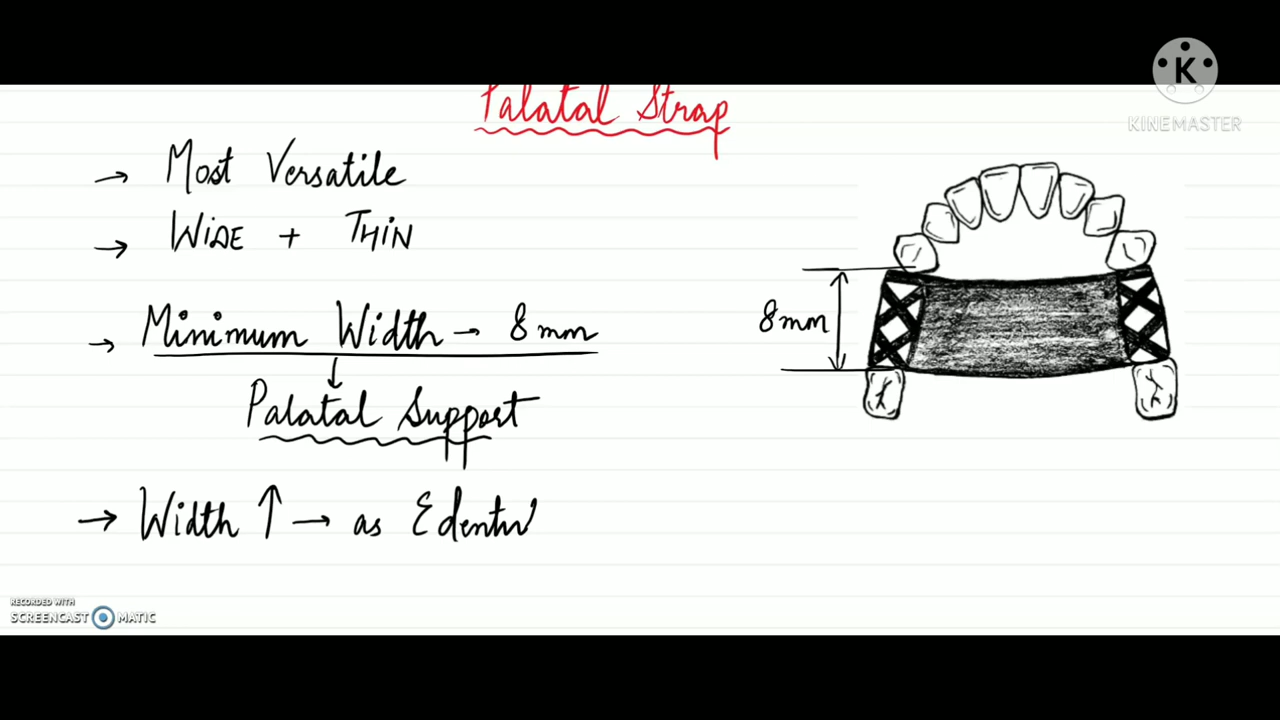 Palatal Strap
→ Most Versatile
→ WIDE + THIN
→ Minimum Width → 8 mm
Palatal Support
→ Width ↑ → as Edentu
8mm
K
KINEMASTER
RECORDED WITH
SCREENCAST MATIC